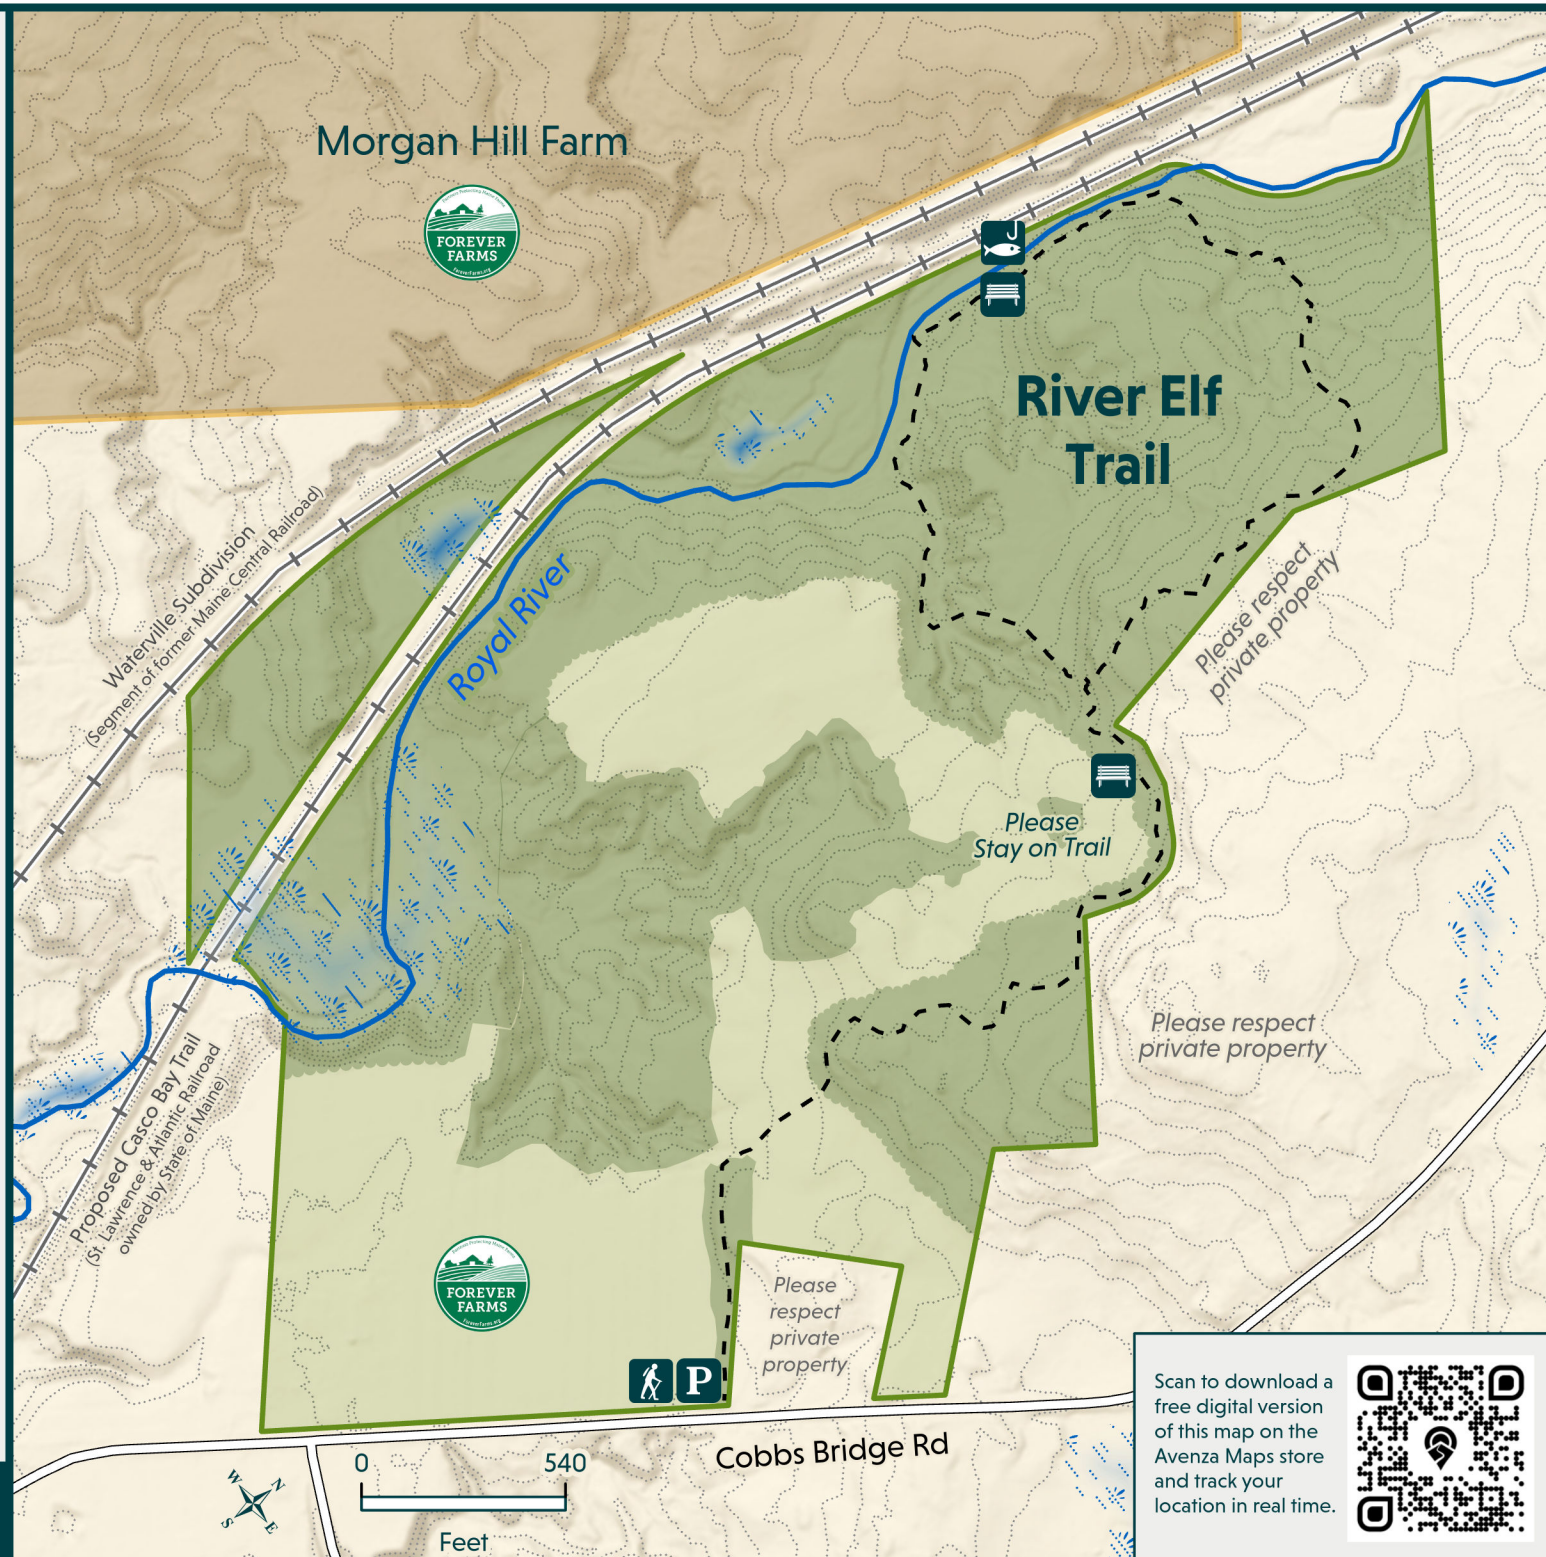 Morgan Hill Farm
FOREVER
FARMS
ForeverFarms.org
River Elf
Trail
Waterville Subdivision
(Segment of former Maine Central Railroad)
Royal River
Please respect
private property
Please
Stay on Trail
Please respect
private property
Proposed Casco Bay Trail
(St. Lawrence & Atlantic Railroad
owned by State of Maine)
FOREVER
FARMS
ForeverFarms.org
Please
respect
private
property
P
Cobbs Bridge Rd
0 540
Feet
W N
S E
Scan to download a
free digital version
of this map on the
Avenza Maps store
and track your
location in real time.